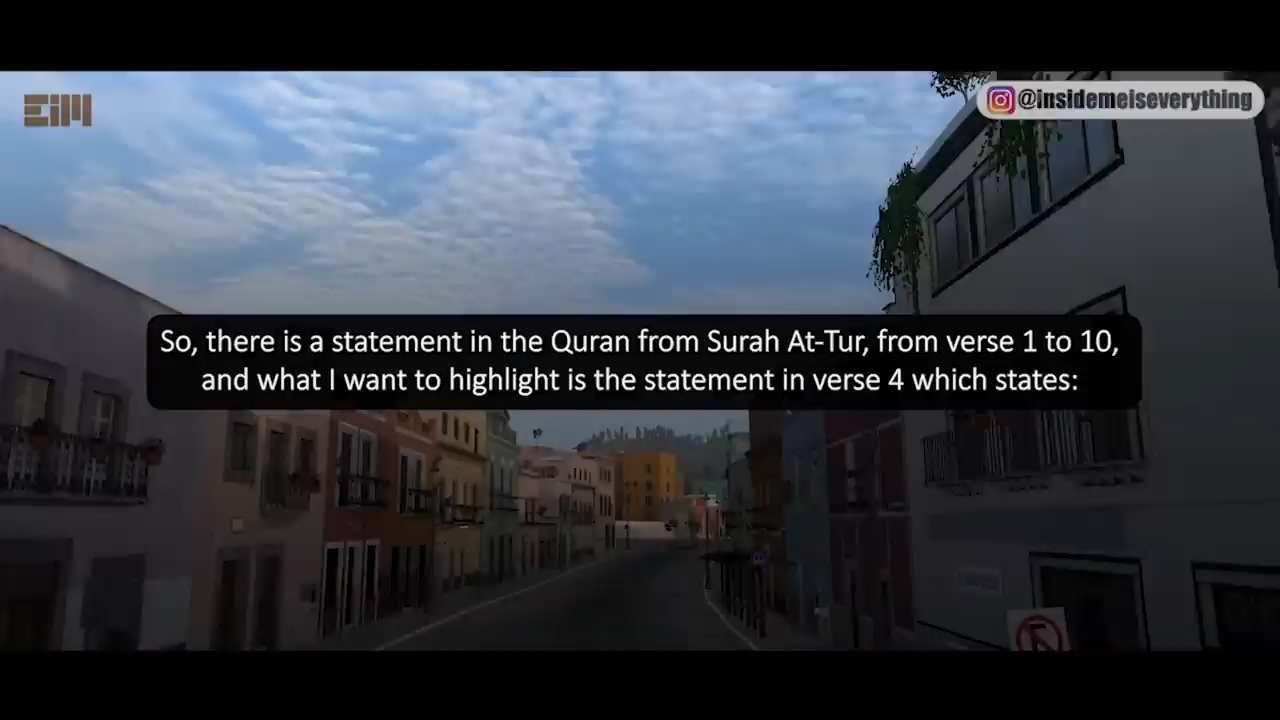 EiM
@insidemeiseverything
So, there is a statement in the Quran from Surah At-Tur, from verse 1 to 10,
and what I want to highlight is the statement in verse 4 which states: